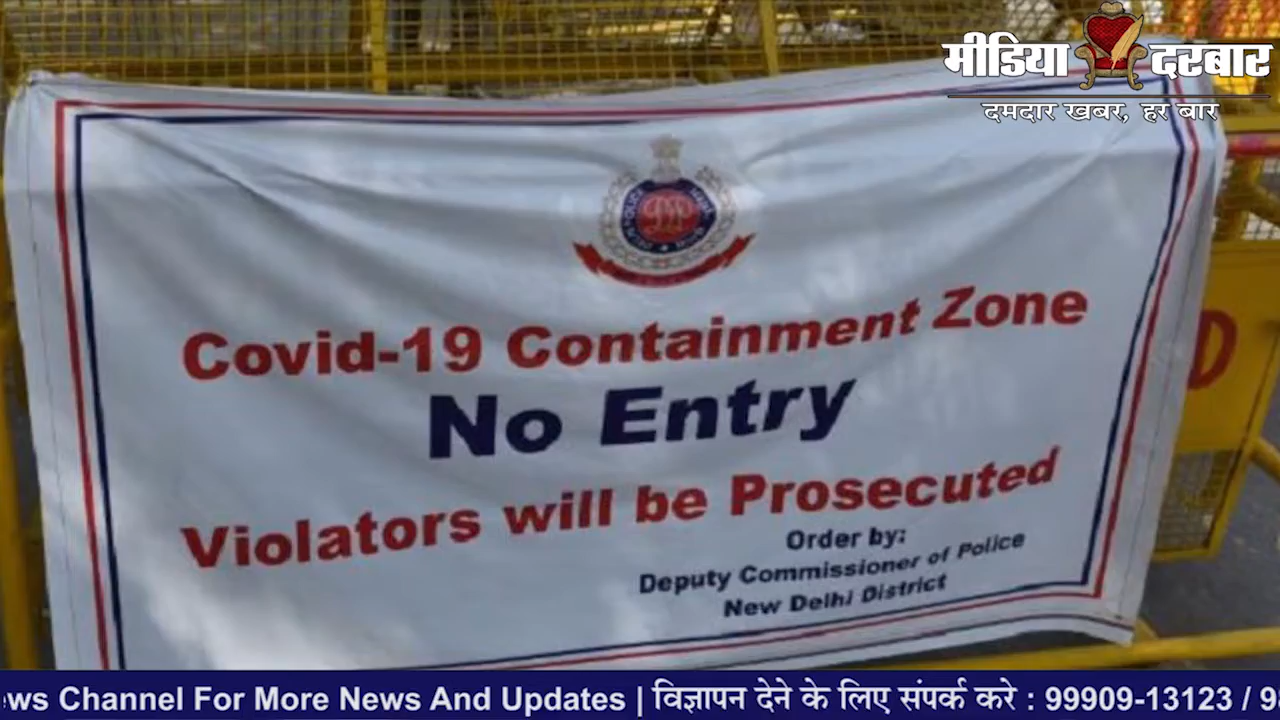 मीडिया दरबार
दमदार खबर, हर बार
Covid-19 Containment Zone
No Entry
Violators will be Prosecuted
Order by:
Deputy Commissioner of Police
New Delhi District
D
ws Channel For More News And Updates | विज्ञापन देने के लिए संपर्क करे : 99909-13123 / 9